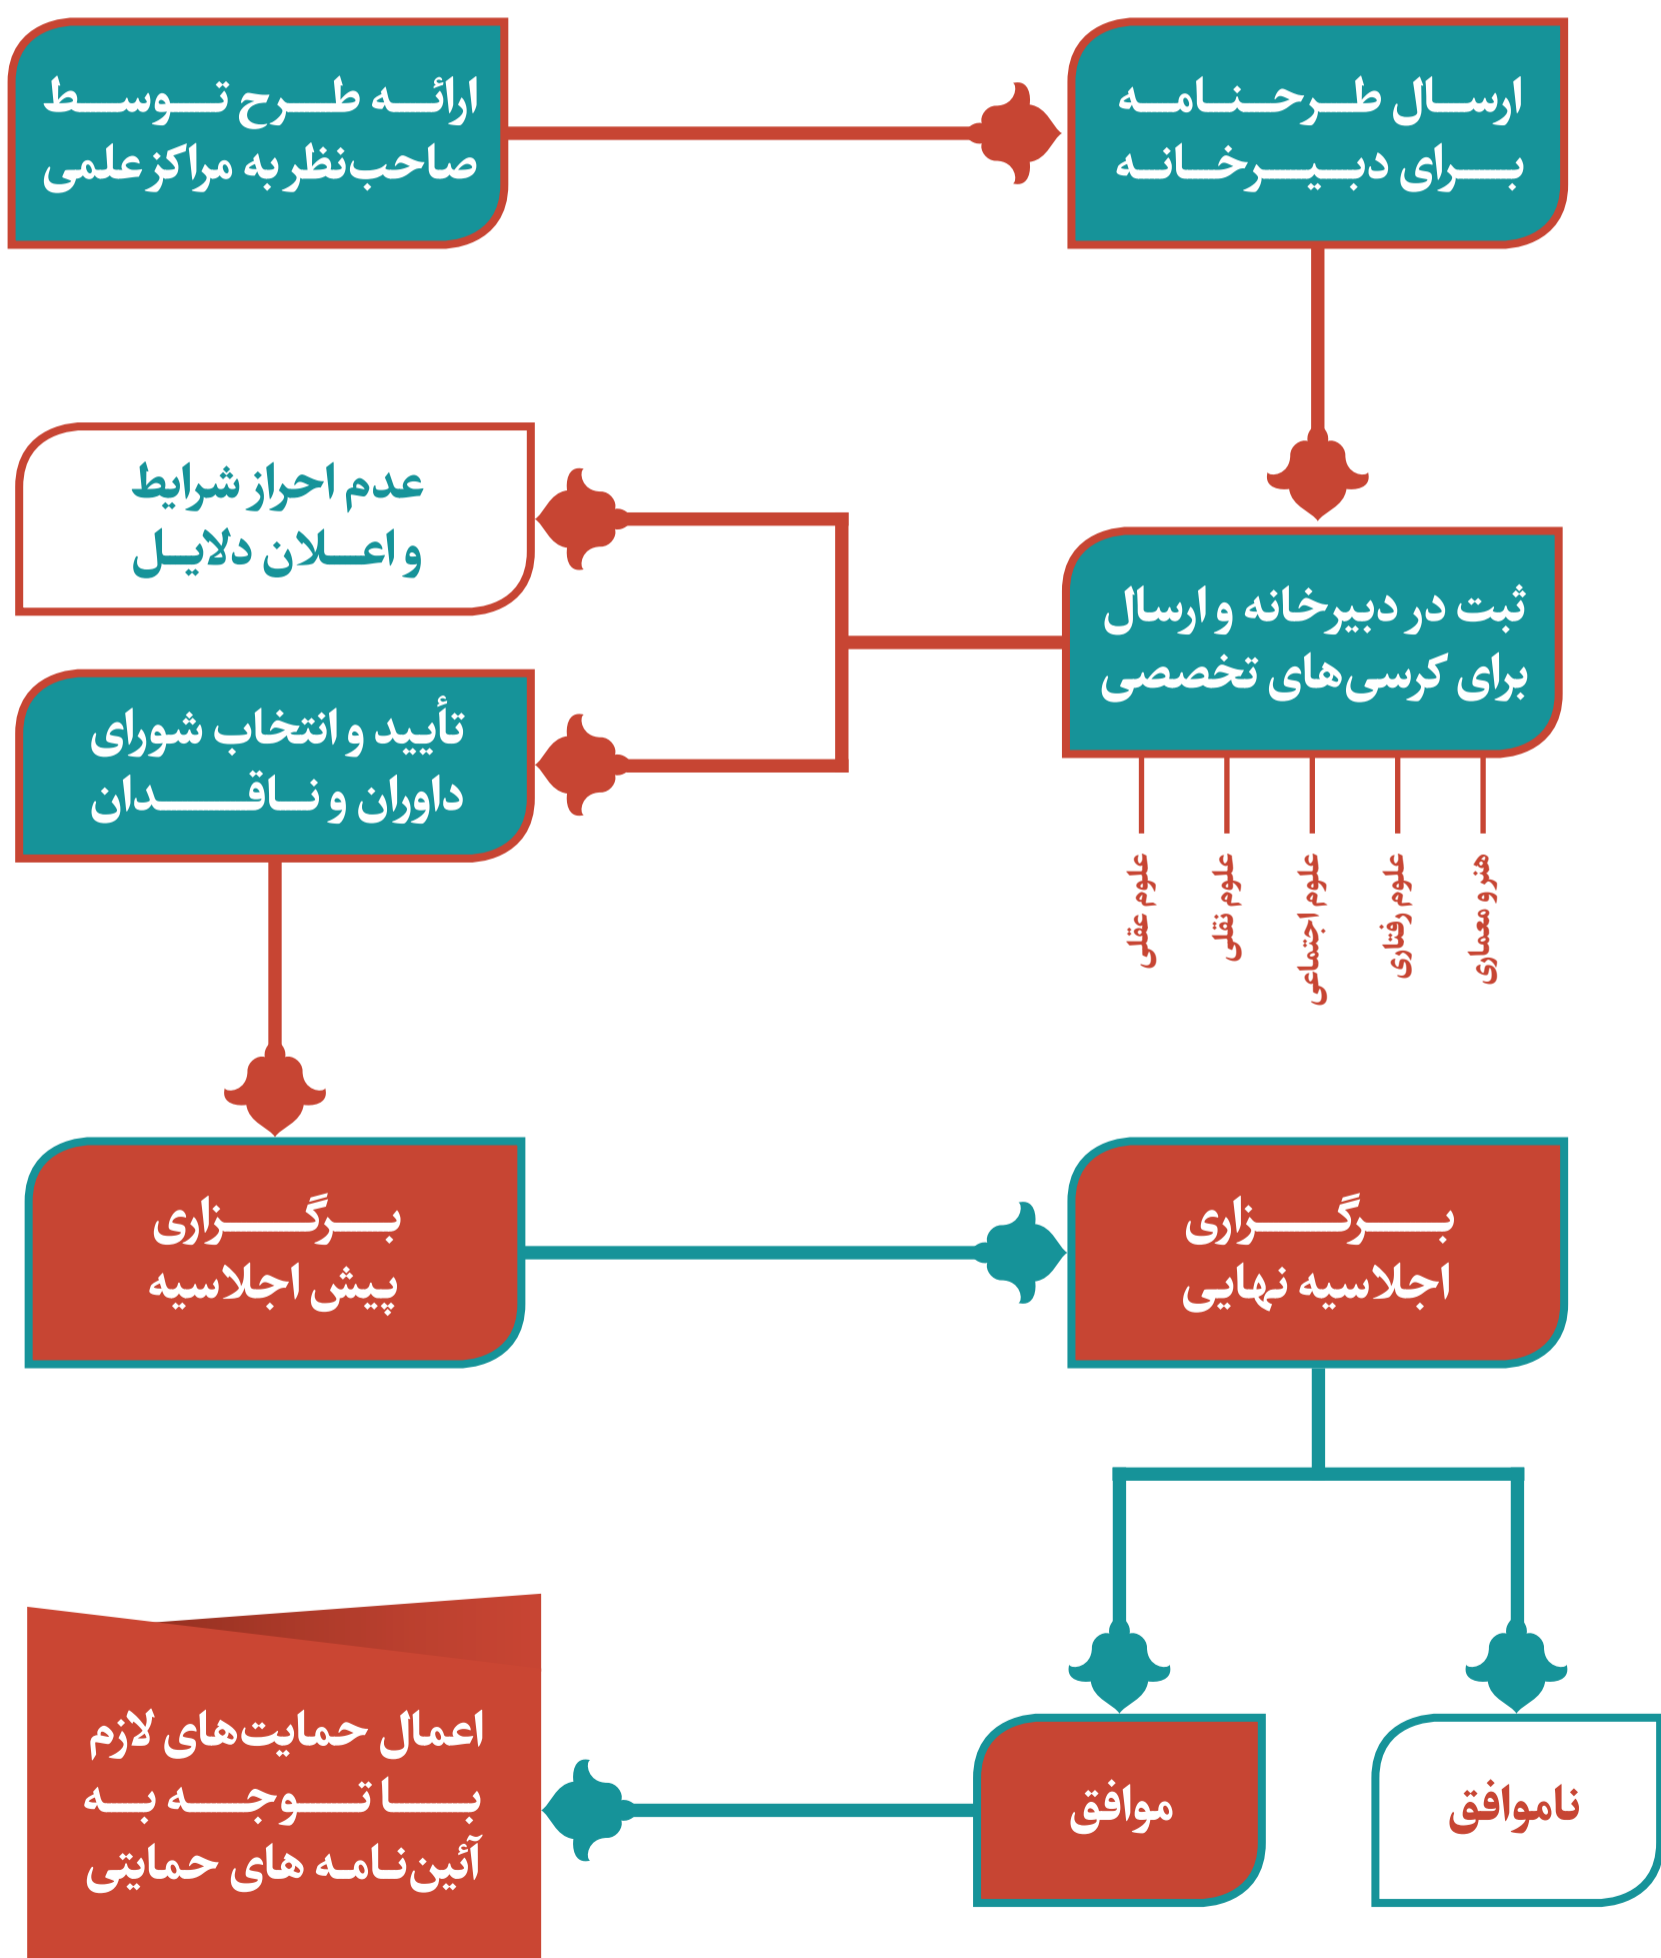 ارائه طرح توسط
صاحب‌نظر به مراکز علمی
ارسال طرحنامه
برای دبیرخانه
ثبت در دبیرخانه و ارسال
برای کرسی‌های تخصصی
علوم عقلی
علوم نقلی
علوم اجتماعی
علوم رفتاری
هنر و معماری
عدم احراز شرایط
و اعلان دلایل
تأیید و انتخاب شورای
داوران و ناقدان
برگزاری
پیش اجلاسیه
برگزاری
اجلاسیه نهایی
ناموافق
موافق
اعمال حمایت‌های لازم
با توجه به
آئین‌نامه های حمایتی